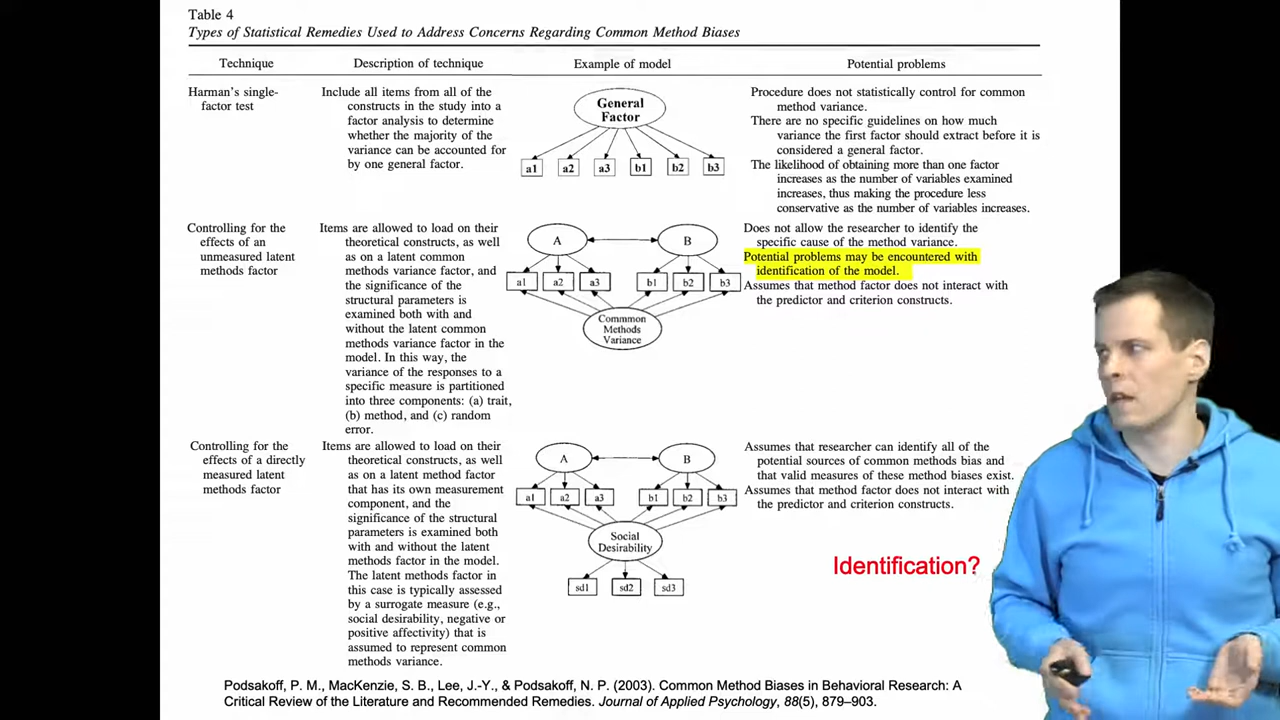 Table 4
Types of Statistical Remedies Used to Address Concerns Regarding Common Method Biases
Technique
Description of technique
Example of model
Potential problems
Harman's single-
factor test
Include all items from all of the
constructs in the study into a
factor analysis to determine
whether the majority of the
variance can be accounted for
by one general factor.
General
Factor
a1 a2 a3 b1 b2 b3
Procedure does not statistically control for common
method variance.
There are no specific guidelines on how much
variance the first factor should extract before it is
considered a general factor.
The likelihood of obtaining more than one factor
increases as the number of variables examined
increases, thus making the procedure less
conservative as the number of variables increases.
Controlling for the
effects of an
unmeasured latent
methods factor
Items are allowed to load on their
theoretical constructs, as well
as on a latent common
methods variance factor, and
the significance of the
structural parameters is
examined both with and
without the latent common
methods variance factor in the
model. In this way, the
variance of the responses to a
specific measure is partitioned
into three components: (a) trait,
(b) method, and (c) random
error.
A B
a1 a2 a3 b1 b2 b3
Commmon
Methods
Variance
Does not allow the researcher to identify the
specific cause of the method variance.
Potential problems may be encountered with
identification of the model.
Assumes that method factor does not interact with
the predictor and criterion constructs.
Controlling for the
effects of a directly
measured latent
methods factor
Items are allowed to load on their
theoretical constructs, as well
as on a latent method factor
that has its own measurement
component, and the
significance of the structural
parameters is examined both
with and without the latent
methods factor in the model.
The latent methods factor in
this case is typically assessed
by a surrogate measure (e.g.,
social desirability, negative or
positive affectivity) that is
assumed to represent common
methods variance.
A B
a1 a2 a3 b1 b2 b3
Social
Desirability
sd1 sd2 sd3
Assumes that researcher can identify all of the
potential sources of common methods bias and
that valid measures of these method biases exist.
Assumes that method factor does not interact with
the predictor and criterion constructs.
Identification?
Podsakoff, P. M., MacKenzie, S. B., Lee, J.-Y., & Podsakoff, N. P. (2003). Common Method Biases in Behavioral Research: A
Critical Review of the Literature and Recommended Remedies. Journal of Applied Psychology, 88(5), 879–903.